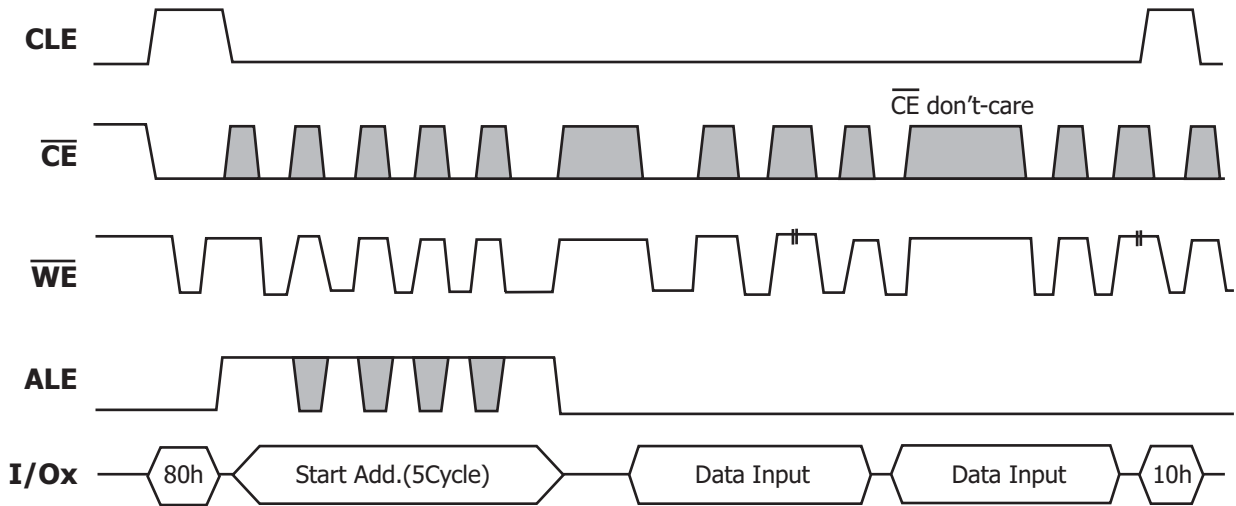 CLE
CE don't-care
CE
WE
ALE
I/Ox 80h Start Add.(5Cycle) Data Input Data Input 10h